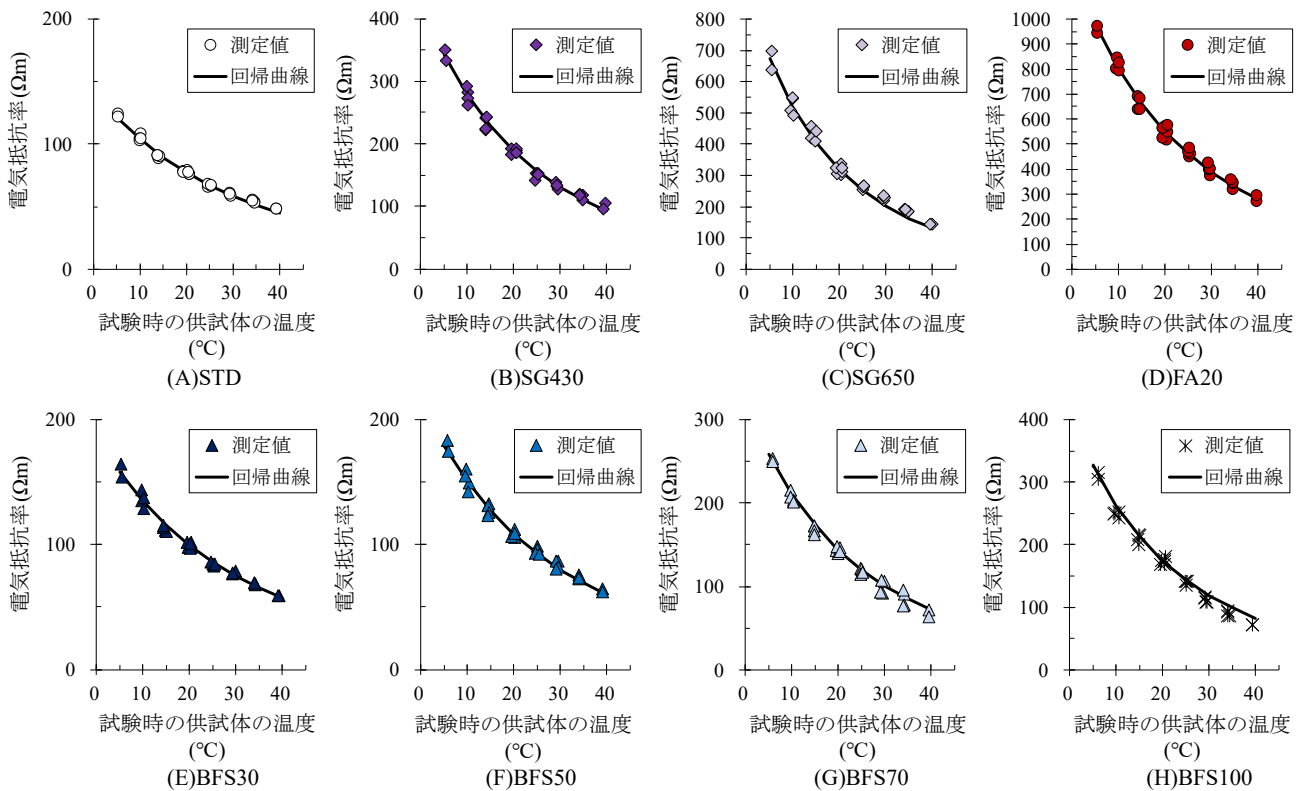 200
100
0
電気抵抗率(Ωm)
測定値
回帰曲線
0 10 20 30 40
試験時の供試体の温度
(℃)
(A)STD
400
300
200
100
0
電気抵抗率(Ωm)
測定値
回帰曲線
0 10 20 30 40
試験時の供試体の温度
(℃)
(B)SG430
800
700
600
500
400
300
200
100
0
電気抵抗率(Ωm)
測定値
回帰曲線
0 10 20 30 40
試験時の供試体の温度
(℃)
(C)SG650
1000
900
800
700
600
500
400
300
200
100
0
電気抵抗率(Ωm)
測定値
回帰曲線
0 10 20 30 40
試験時の供試体の温度
(℃)
(D)FA20
200
100
0
電気抵抗率(Ωm)
測定値
回帰曲線
0 10 20 30 40
試験時の供試体の温度
(℃)
(E)BFS30
200
100
0
電気抵抗率(Ωm)
測定値
回帰曲線
0 10 20 30 40
試験時の供試体の温度
(℃)
(F)BFS50
300
200
100
0
電気抵抗率(Ωm)
測定値
回帰曲線
0 10 20 30 40
試験時の供試体の温度
(℃)
(G)BFS70
400
300
200
100
0
電気抵抗率(Ωm)
測定値
回帰曲線
0 10 20 30 40
試験時の供試体の温度
(℃)
(H)BFS100